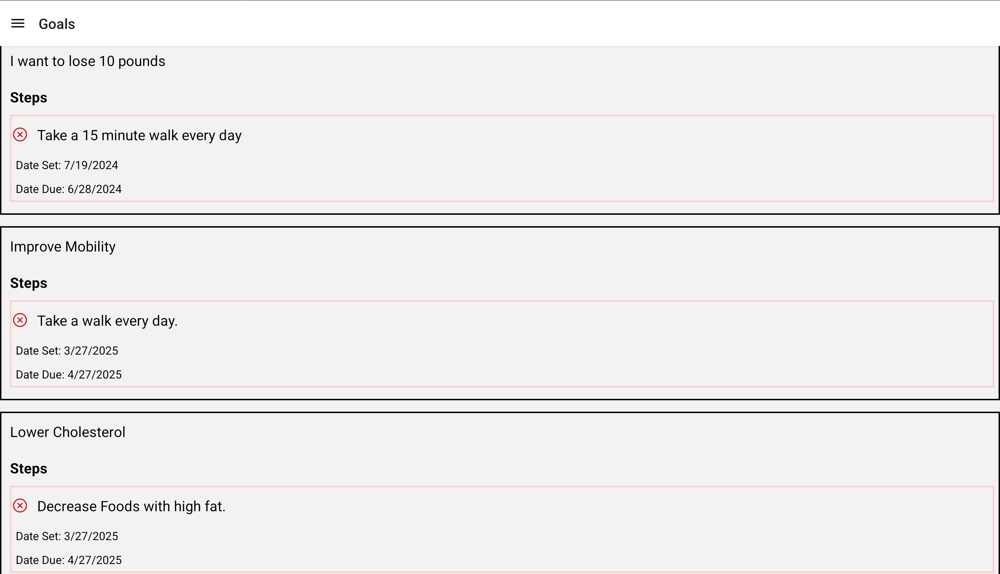 Goals
I want to lose 10 pounds
Steps
Take a 15 minute walk every day
Date Set: 7/19/2024
Date Due: 6/28/2024
Improve Mobility
Steps
Take a walk every day.
Date Set: 3/27/2025
Date Due: 4/27/2025
Lower Cholesterol
Steps
Decrease Foods with high fat.
Date Set: 3/27/2025
Date Due: 4/27/2025